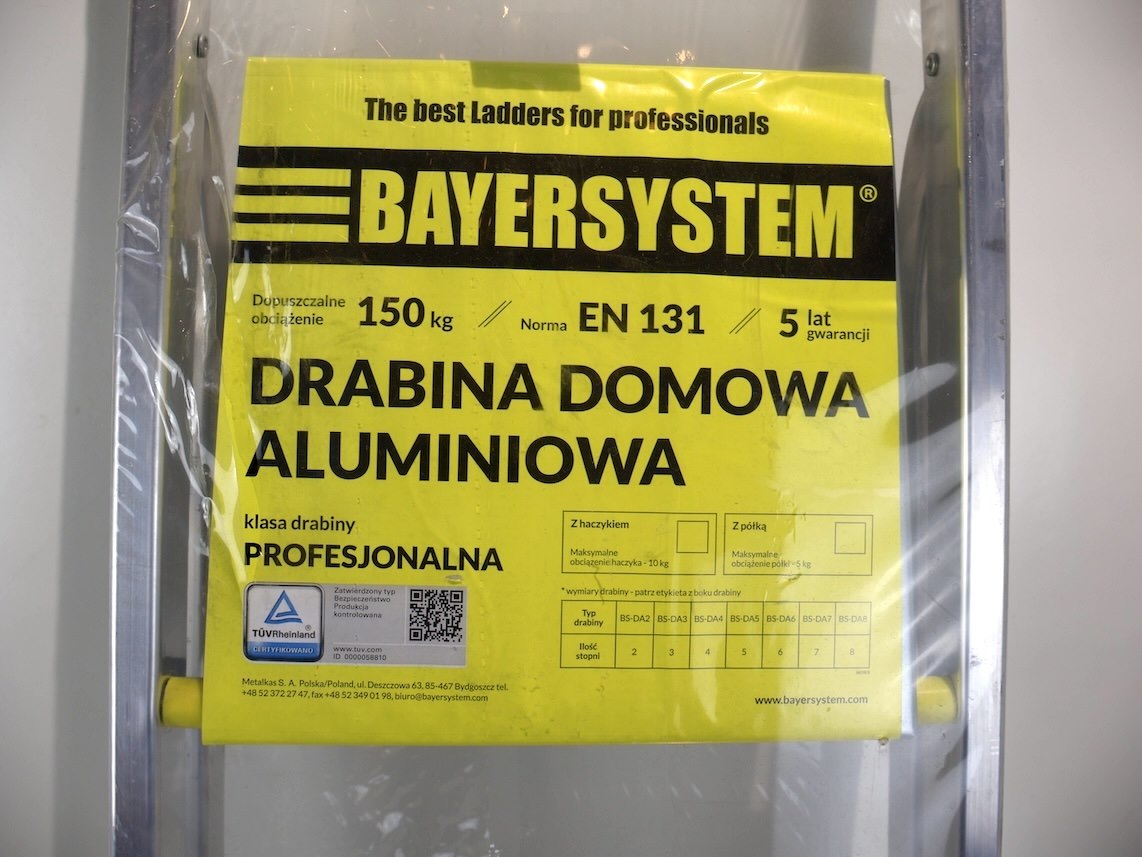 The best Ladders for professionals
BAYERSYSTEM®
Dopuszczalne obciążenie 150 kg // Norma EN 131 // 5 lat gwarancji
DRABINA DOMOWA
ALUMINIOWA
klasa drabiny
PROFESJONALNA
Z haczykiem
Maksymalne
obciążenie haczyka - 10 kg
Z półką
Maksymalne
obciążenie półki - 5 kg
* wymiary drabiny - patrz etykieta z boku drabiny
Typ drabiny BS-DA2 BS-DA3 BS-DA4 BS-DA5 BS-DA6 BS-DA7 BS-DA8
Ilość stopni 2 3 4 5 6 7 8
TÜVRheinland®
CERTYFIKOWANO
Zatwierdzony typ
Bezpieczeństwo
Produkcja
kontrolowana
www.tuv.com
ID 0000058810
Metalkas S. A. Polska/Poland, ul. Deszczowa 63, 85-467 Bydgoszcz tel.
+48 52 372 27 47, fax +48 52 349 01 98, biuro@bayersystem.com
www.bayersystem.com